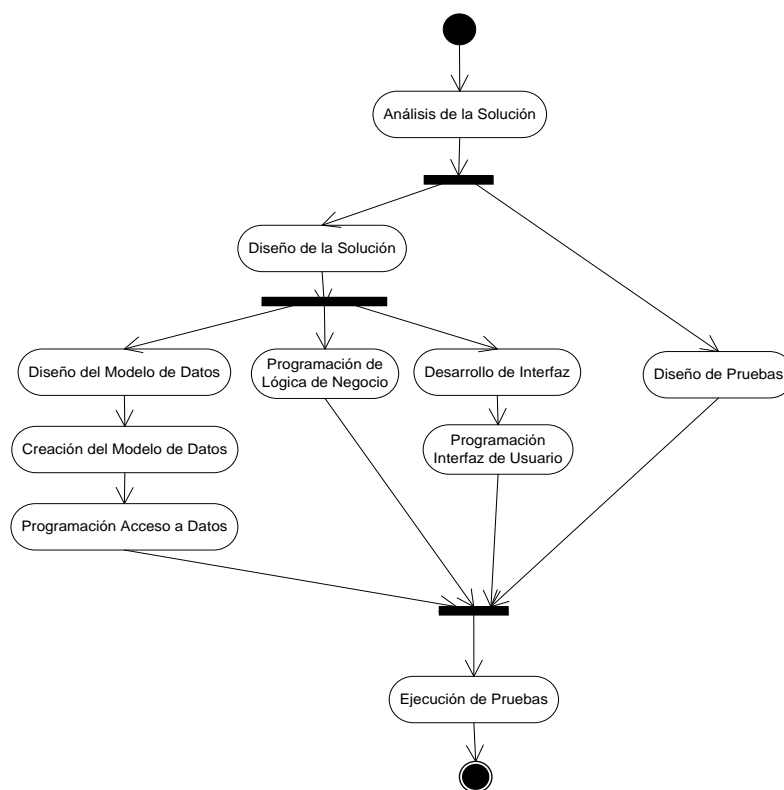 Análisis de la Solución
Diseño de la Solución
Diseño del Modelo de Datos
Programación de
Lógica de Negocio
Desarrollo de Interfaz
Diseño de Pruebas
Creación del Modelo de Datos
Programación
Interfaz de Usuario
Programación Acceso a Datos
Ejecución de Pruebas